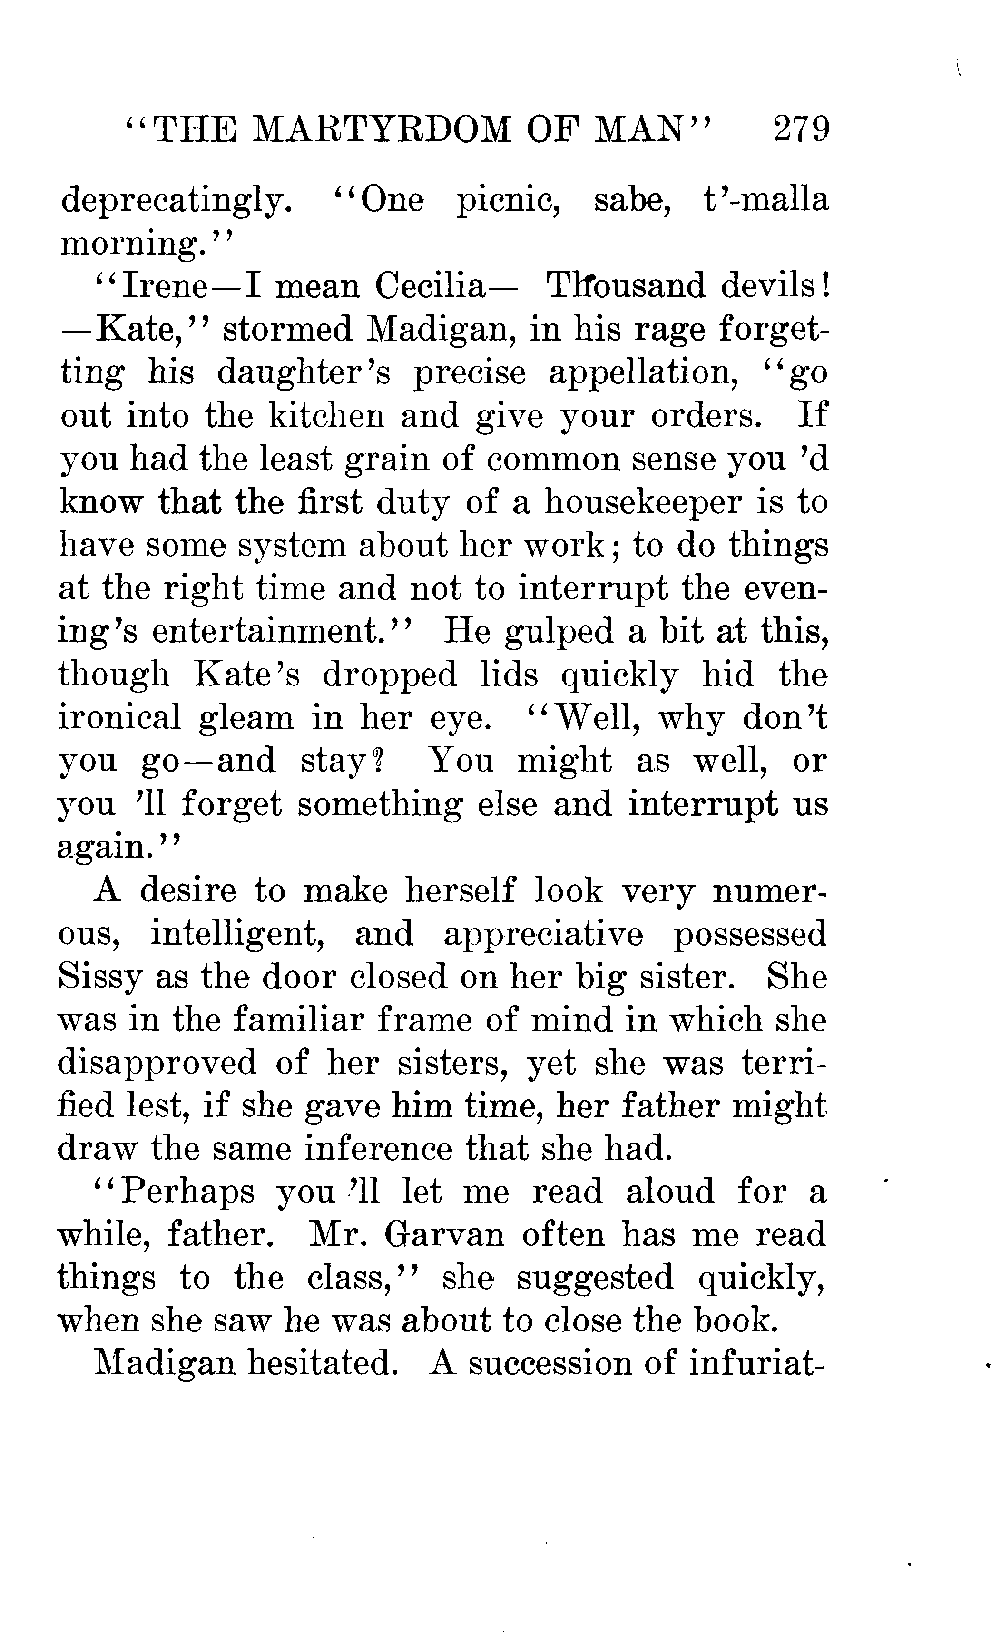 “THE MARTYRDOM OF MAN” 279
deprecatingly. “One picnic, sabe, t’-malla
morning.”
“Irene—I mean Cecilia— Thousand devils!
—Kate,” stormed Madigan, in his rage forget-
ting his daughter’s precise appellation, “go
out into the kitchen and give your orders. If
you had the least grain of common sense you ’d
know that the first duty of a housekeeper is to
have some system about her work; to do things
at the right time and not to interrupt the even-
ing’s entertainment.” He gulped a bit at this,
though Kate’s dropped lids quickly hid the
ironical gleam in her eye. “Well, why don’t
you go—and stay? You might as well, or
you ’ll forget something else and interrupt us
again.”
A desire to make herself look very numer-
ous, intelligent, and appreciative possessed
Sissy as the door closed on her big sister. She
was in the familiar frame of mind in which she
disapproved of her sisters, yet she was terri-
fied lest, if she gave him time, her father might
draw the same inference that she had.
“Perhaps you ’ll let me read aloud for a
while, father. Mr. Garvan often has me read
things to the class,” she suggested quickly,
when she saw he was about to close the book.
Madigan hesitated. A succession of infuriat-